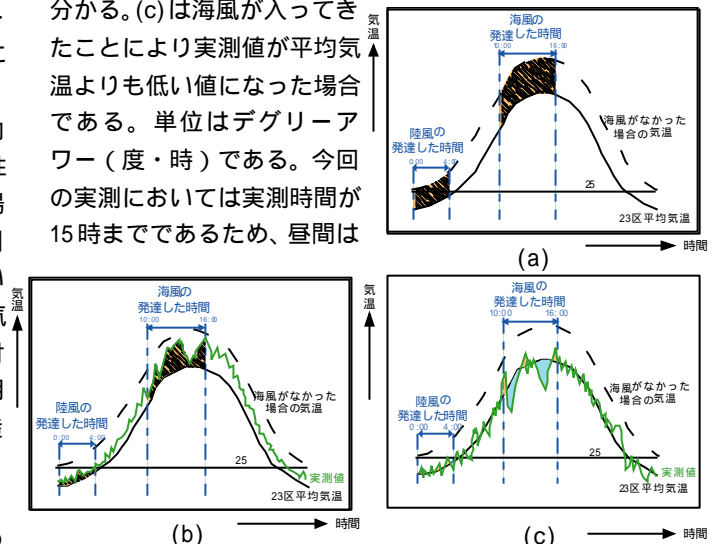 分かる。(c)は海風が入ってき
たことにより実測値が平均気
温よりも低い値になった場合
である。単位はデグリーア
ワー(度・時)である。今回
の実測においては実測時間が
15時までであるため、昼間は
気温
海風の
発達した時間
10:00 16:00
陸風の
発達した時間
0:00 4:00
海風がなかった
場合の気温
25
23区平均気温
時間
(a)
気温
海風の
発達した時間
10:00 16:00
陸風の
発達した時間
0:00 4:00
海風がなかった
場合の気温
25
実測値
23区平均気温
時間
(b)
気温
海風の
発達した時間
10:00 16:00
陸風の
発達した時間
0:00 4:00
海風がなかった
場合の気温
25
実測値
23区平均気温
時間
(c)